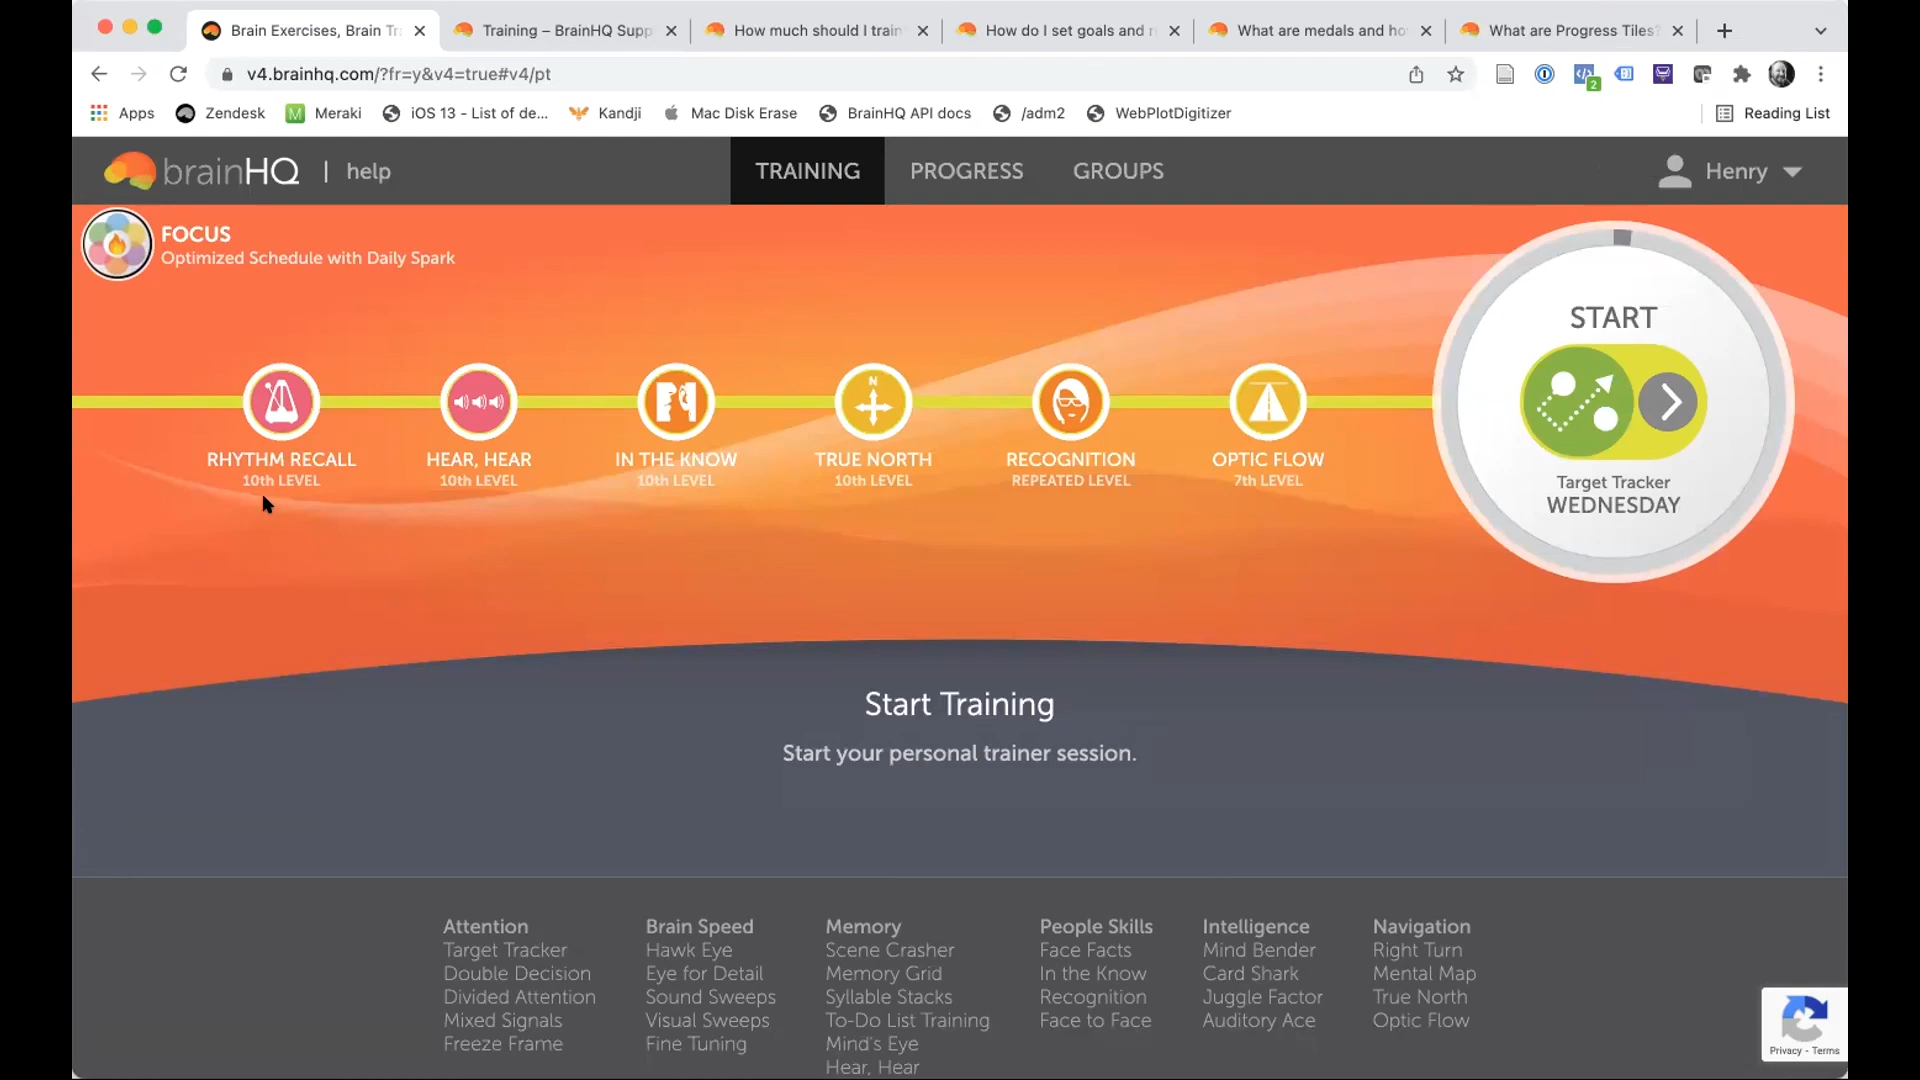 Brain Exercises, Brain Tr
Training – BrainHQ Supp
How much should I train
How do I set goals and r
What are medals and ho
What are Progress Tiles?
v4.brainhq.com/?fr=y&v4=true#v4/pt
2
Apps
Zendesk
M
Meraki
iOS 13 - List of de...
Kandji
Mac Disk Erase
BrainHQ API docs
/adm2
WebPlotDigitizer
Reading List
brainHQ | help
TRAINING
PROGRESS
GROUPS
Henry
FOCUS
Optimized Schedule with Daily Spark
START
N
RHYTHM RECALL
10th LEVEL
HEAR, HEAR
10th LEVEL
IN THE KNOW
10th LEVEL
TRUE NORTH
10th LEVEL
RECOGNITION
REPEATED LEVEL
OPTIC FLOW
7th LEVEL
Target Tracker
WEDNESDAY
Start Training
Start your personal trainer session.
Attention
Target Tracker
Double Decision
Divided Attention
Mixed Signals
Freeze Frame
Brain Speed
Hawk Eye
Eye for Detail
Sound Sweeps
Visual Sweeps
Fine Tuning
Memory
Scene Crasher
Memory Grid
Syllable Stacks
To-Do List Training
Mind's Eye
Hear, Hear
People Skills
Face Facts
In the Know
Recognition
Face to Face
Intelligence
Mind Bender
Card Shark
Juggle Factor
Auditory Ace
Navigation
Right Turn
Mental Map
True North
Optic Flow
Privacy - Terms